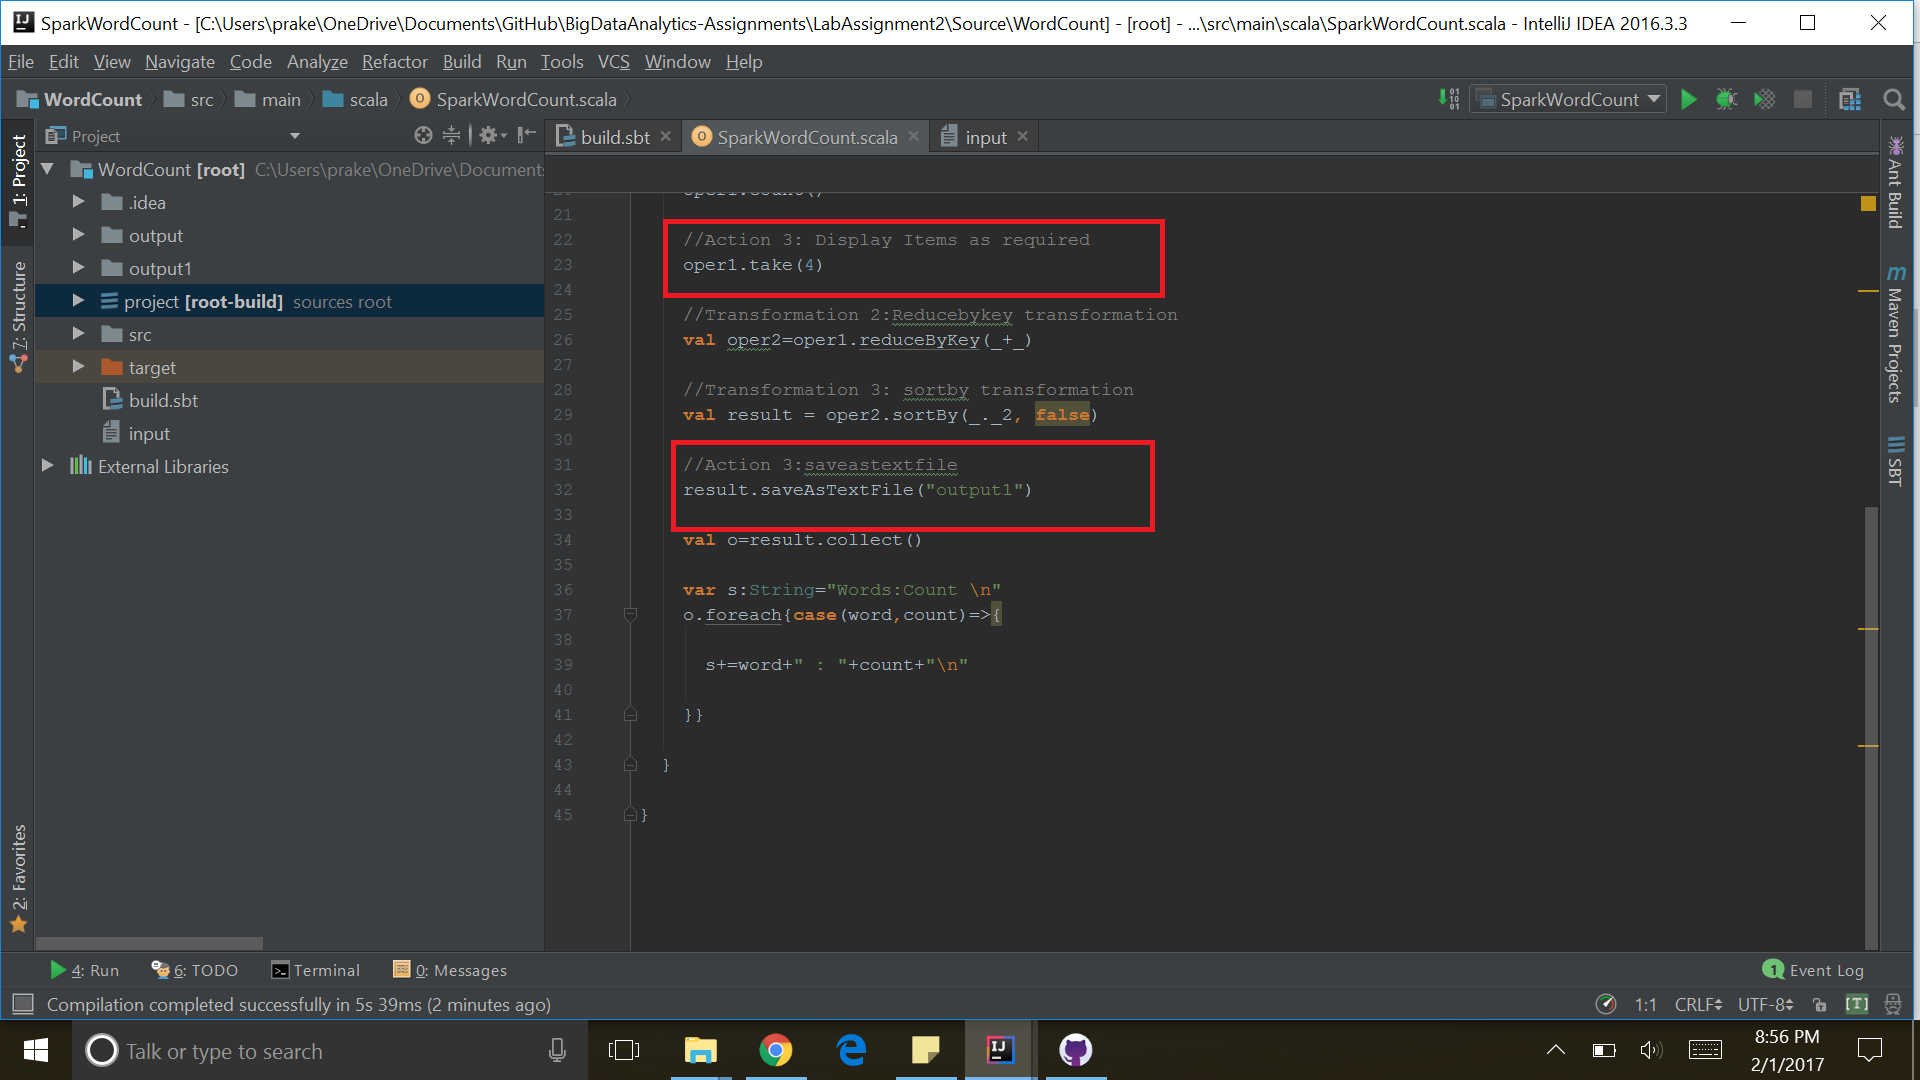 SparkWordCount - [C:\Users\prake\OneDrive\Documents\GitHub\BigDataAnalytics-Assignments\LabAssignment2\Source\WordCount] - [root] - ...\src\main\scala\SparkWordCount.scala - IntelliJ IDEA 2016.3.3
File Edit View Navigate Code Analyze Refactor Build Run Tools VCS Window Help
WordCount src main scala SparkWordCount.scala
SparkWordCount
Project
build.sbt SparkWordCount.scala input
1: Project
7: Structure
2: Favorites
WordCount [root] C:\Users\prake\OneDrive\Document
.idea
output
output1
project [root-build] sources root
src
target
build.sbt
input
External Libraries
21
22 //Action 3: Display Items as required
23 oper1.take(4)
24
25 //Transformation 2:Reducebykey transformation
26 val oper2=oper1.reduceByKey(_+_)
27
28 //Transformation 3: sortby transformation
29 val result = oper2.sortBy(_._2, false)
30
31 //Action 3:saveastextfile
32 result.saveAsTextFile("output1")
33
34 val o=result.collect()
35
36 var s:String="Words:Count \n"
37 o.foreach{case(word,count)=>{
38
39 s+=word+" : "+count+"\n"
40
41 }}
42
43 }
44
45 }
Ant Build
Maven Projects
SBT
4: Run 6: TODO Terminal 0: Messages
1 Event Log
Compilation completed successfully in 5s 39ms (2 minutes ago)
1:1 CRLF UTF-8 [T]
Talk or type to search
8:56 PM
2/1/2017